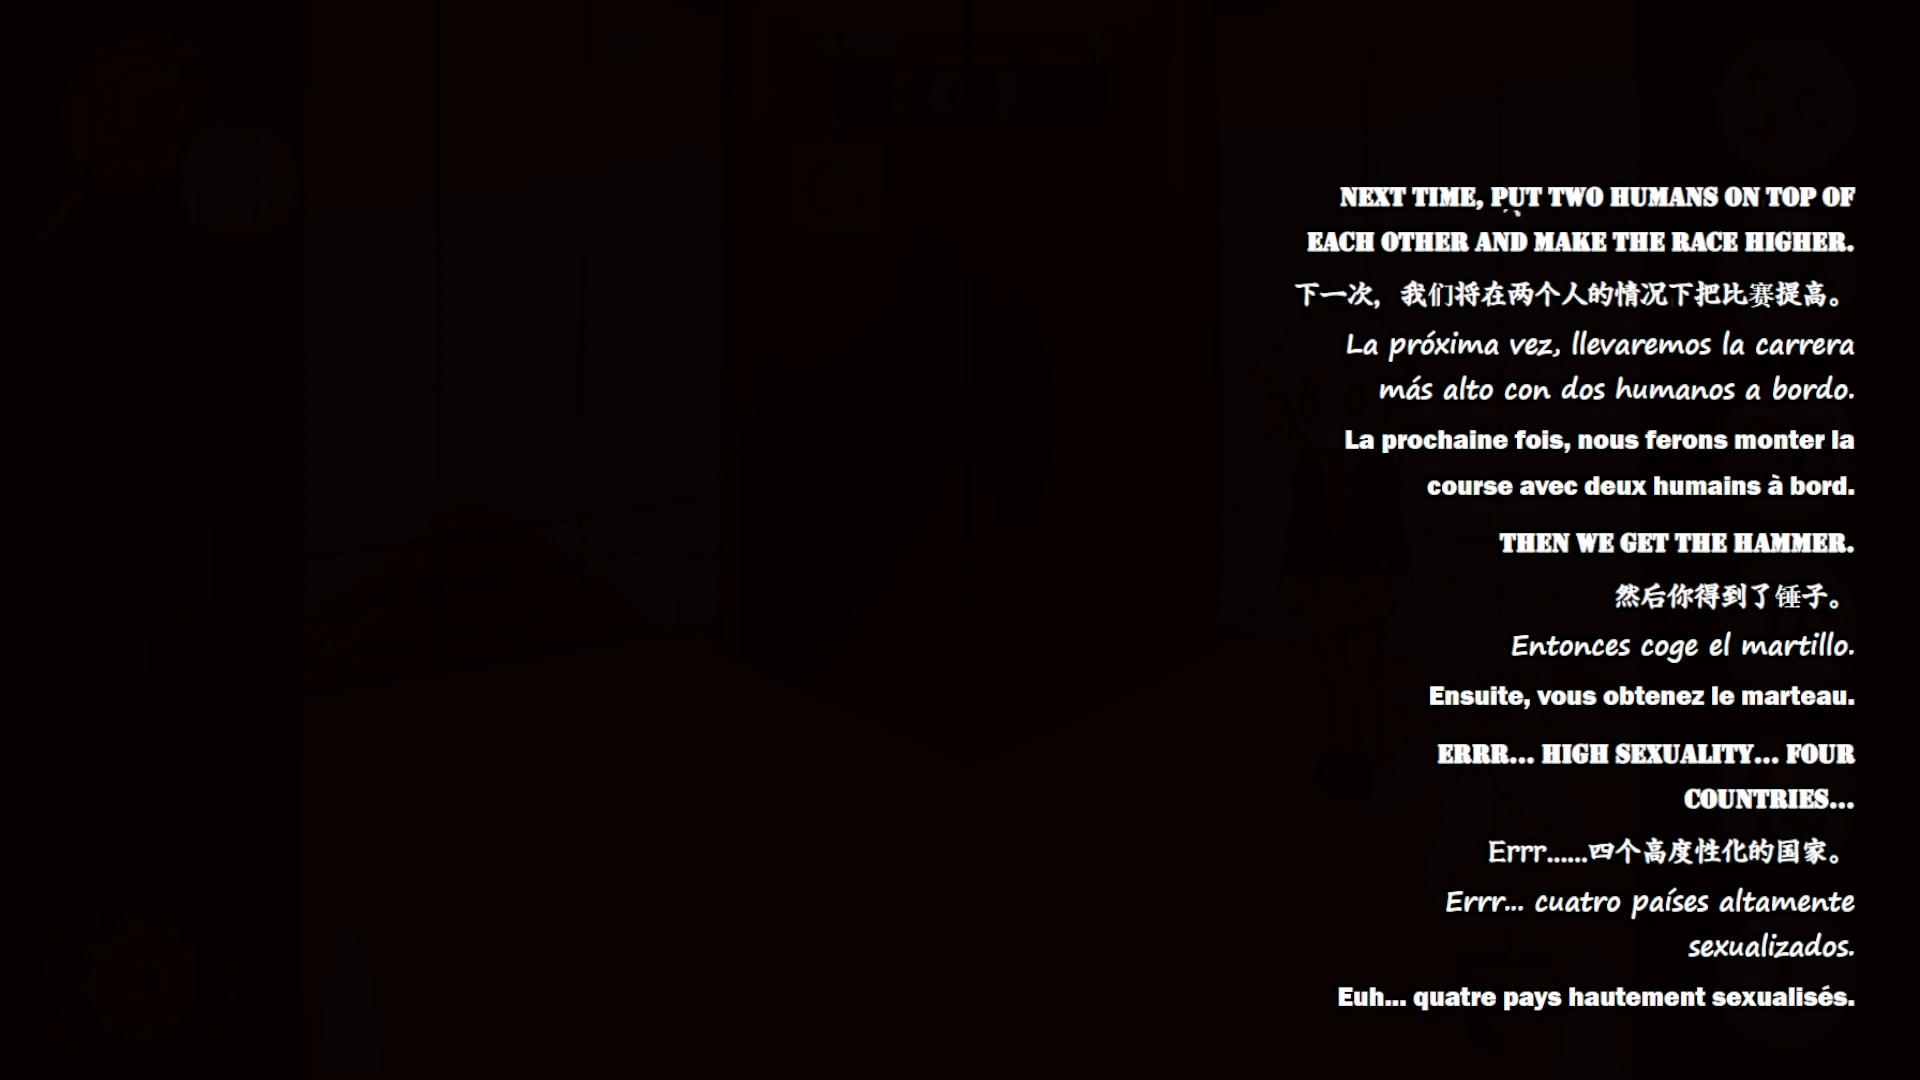 NEXT TIME, PUT TWO HUMANS ON TOP OF
EACH OTHER AND MAKE THE RACE HIGHER.
下一次，我们将在两个人的情况下把比赛提高。
La próxima vez, llevaremos la carrera
más alto con dos humanos a bordo.
La prochaine fois, nous ferons monter la
course avec deux humains à bord.
THEN WE GET THE HAMMER.
然后你得到了锤子。
Entonces coge el martillo.
Ensuite, vous obtenez le marteau.
ERRR... HIGH SEXUALITY... FOUR
COUNTRIES...
Errr......四个高度性化的国家。
Errr... cuatro países altamente
sexualizados.
Euh... quatre pays hautement sexualisés.